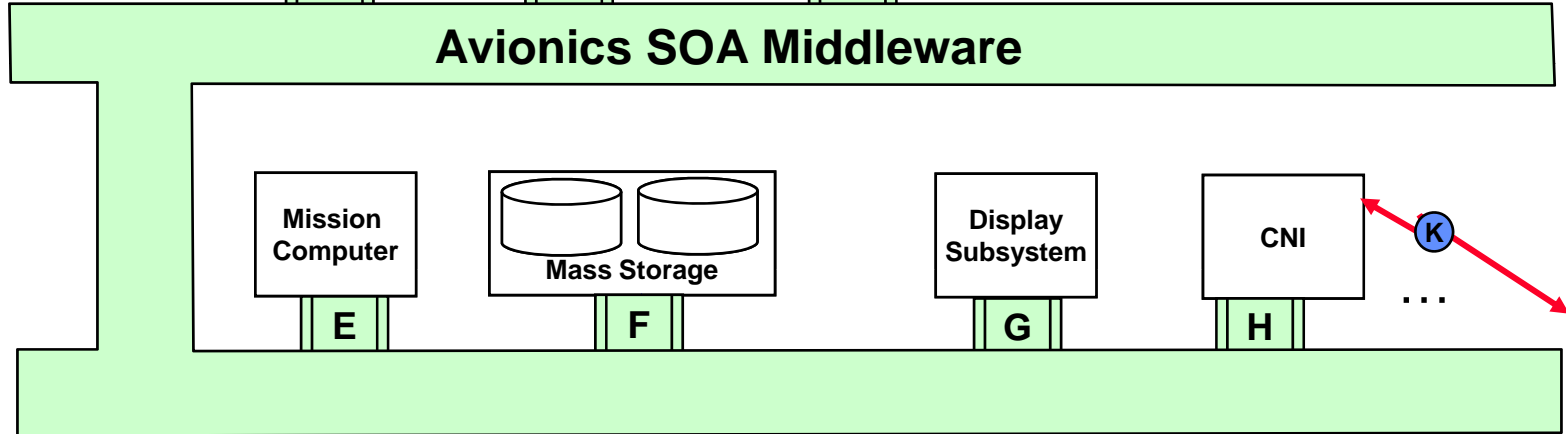 Avionics SOA Middleware
Mission
Computer
Mass Storage
Display
Subsystem
CNI
K
...
E
F
G
H